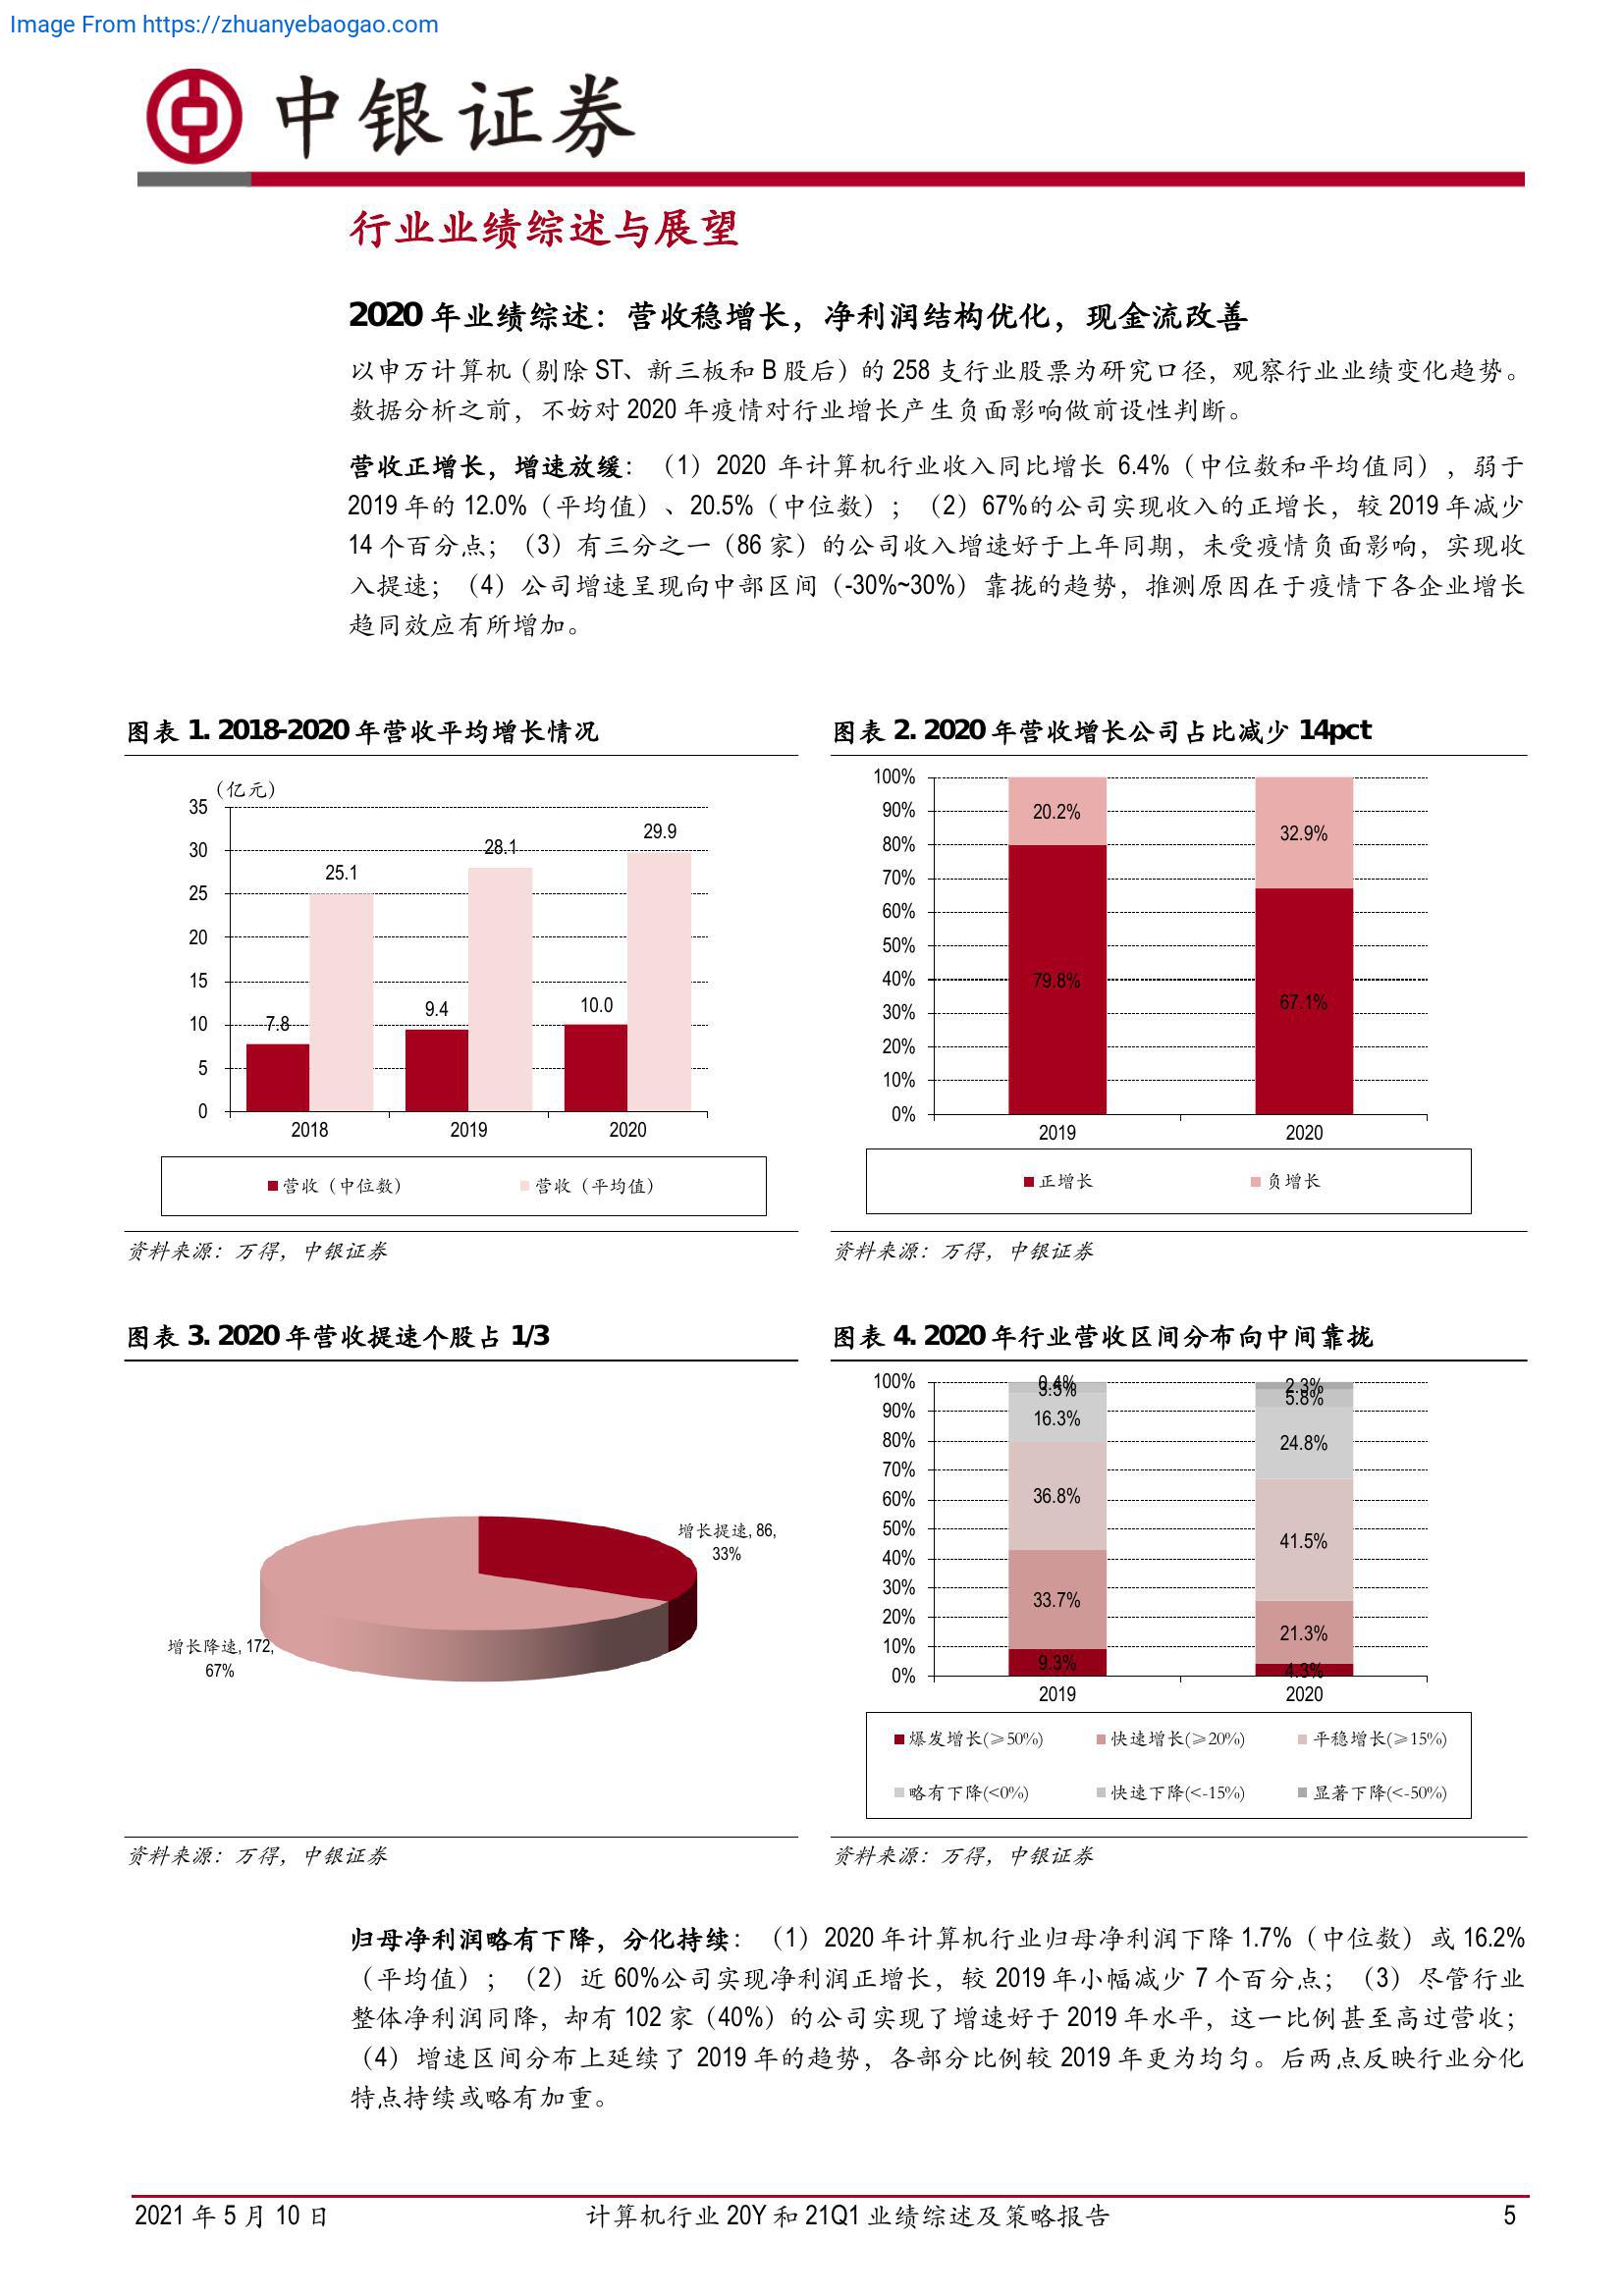 Image From https://zhuanyebaogao.com
中银证券
行业业绩综述与展望
2020 年业绩综述：营收稳增长，净利润结构优化，现金流改善
以申万计算机（剔除 ST、新三板和 B 股后）的 258 支行业股票为研究口径，观察行业业绩变化趋势。
数据分析之前，不妨对 2020 年疫情对行业增长产生负面影响做前设性判断。
营收正增长，增速放缓：（1）2020 年计算机行业收入同比增长 6.4%（中位数和平均值同），弱于
2019 年的 12.0%（平均值）、20.5%（中位数）；（2）67%的公司实现收入的正增长，较 2019 年减少
14 个百分点；（3）有三分之一（86 家）的公司收入增速好于上年同期，未受疫情负面影响，实现收
入提速；（4）公司增速呈现向中部区间（-30%~30%）靠拢的趋势，推测原因在于疫情下各企业增长
趋同效应有所增加。
图表 1. 2018-2020 年营收平均增长情况
（亿元）
35
30
25
20
15
10
5
0
7.8
25.1
9.4
28.1
10.0
29.9
2018
2019
2020
营收（中位数）
营收（平均值）
资料来源：万得，中银证券
图表 2. 2020 年营收增长公司占比减少 14pct
100%
90%
80%
70%
60%
50%
40%
30%
20%
10%
0%
20.2%
79.8%
32.9%
67.1%
2019
2020
正增长
负增长
资料来源：万得，中银证券
图表 3. 2020 年营收提速个股占 1/3
增长提速, 86,
33%
增长降速, 172,
67%
资料来源：万得，中银证券
图表 4. 2020 年行业营收区间分布向中间靠拢
100%
90%
80%
70%
60%
50%
40%
30%
20%
10%
0%
0.4%
3.5%
16.3%
36.8%
33.7%
9.3%
2.3%
5.8%
24.8%
41.5%
21.3%
4.3%
2019
2020
爆发增长(≥50%)
快速增长(≥20%)
平稳增长(≥15%)
略有下降(<0%)
快速下降(<-15%)
显著下降(<-50%)
资料来源：万得，中银证券
归母净利润略有下降，分化持续：（1）2020 年计算机行业归母净利润下降 1.7%（中位数）或 16.2%
（平均值）；（2）近 60%公司实现净利润正增长，较 2019 年小幅减少 7 个百分点；（3）尽管行业
整体净利润同降，却有 102 家（40%）的公司实现了增速好于 2019 年水平，这一比例甚至高过营收；
（4）增速区间分布上延续了 2019 年的趋势，各部分比例较 2019 年更为均匀。后两点反映行业分化
特点持续或略有加重。
2021 年 5 月 10 日
计算机行业 20Y 和 21Q1 业绩综述及策略报告
5